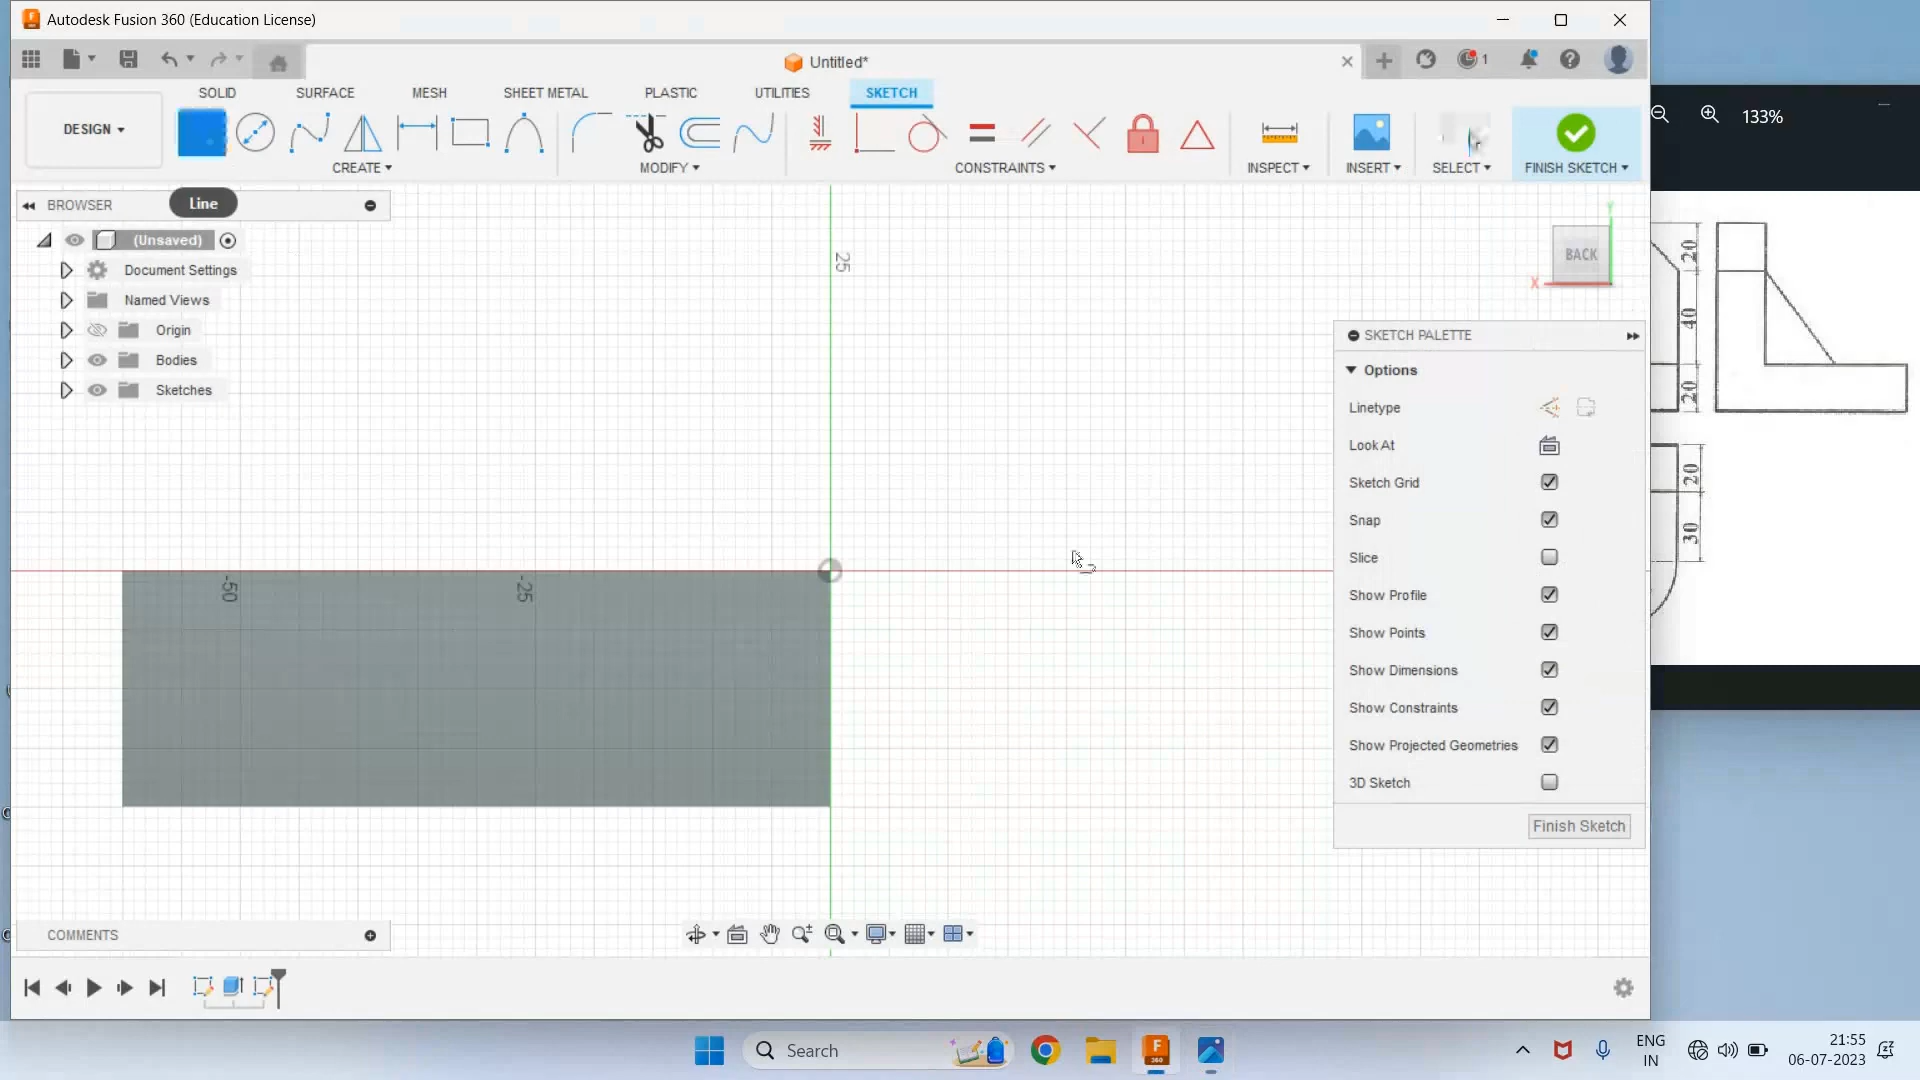 Autodesk Fusion 360 (Education License)
Untitled*
1
133%
SOLID
SURFACE
MESH
SHEET METAL
PLASTIC
UTILITIES
SKETCH
DESIGN
CREATE
MODIFY
CONSTRAINTS
INSPECT
INSERT
SELECT
FINISH SKETCH
BROWSER
Line
(Unsaved)
Document Settings
Named Views
Origin
Bodies
Sketches
25
-50
-25
Y
BACK
X
SKETCH PALETTE
Options
Linetype
Look At
Sketch Grid
Snap
Slice
Show Profile
Show Points
Show Dimensions
Show Constraints
Show Projected Geometries
3D Sketch
Finish Sketch
20
40
20
20
30
COMMENTS
Search
F
360
ENG
IN
21:55
06-07-2023